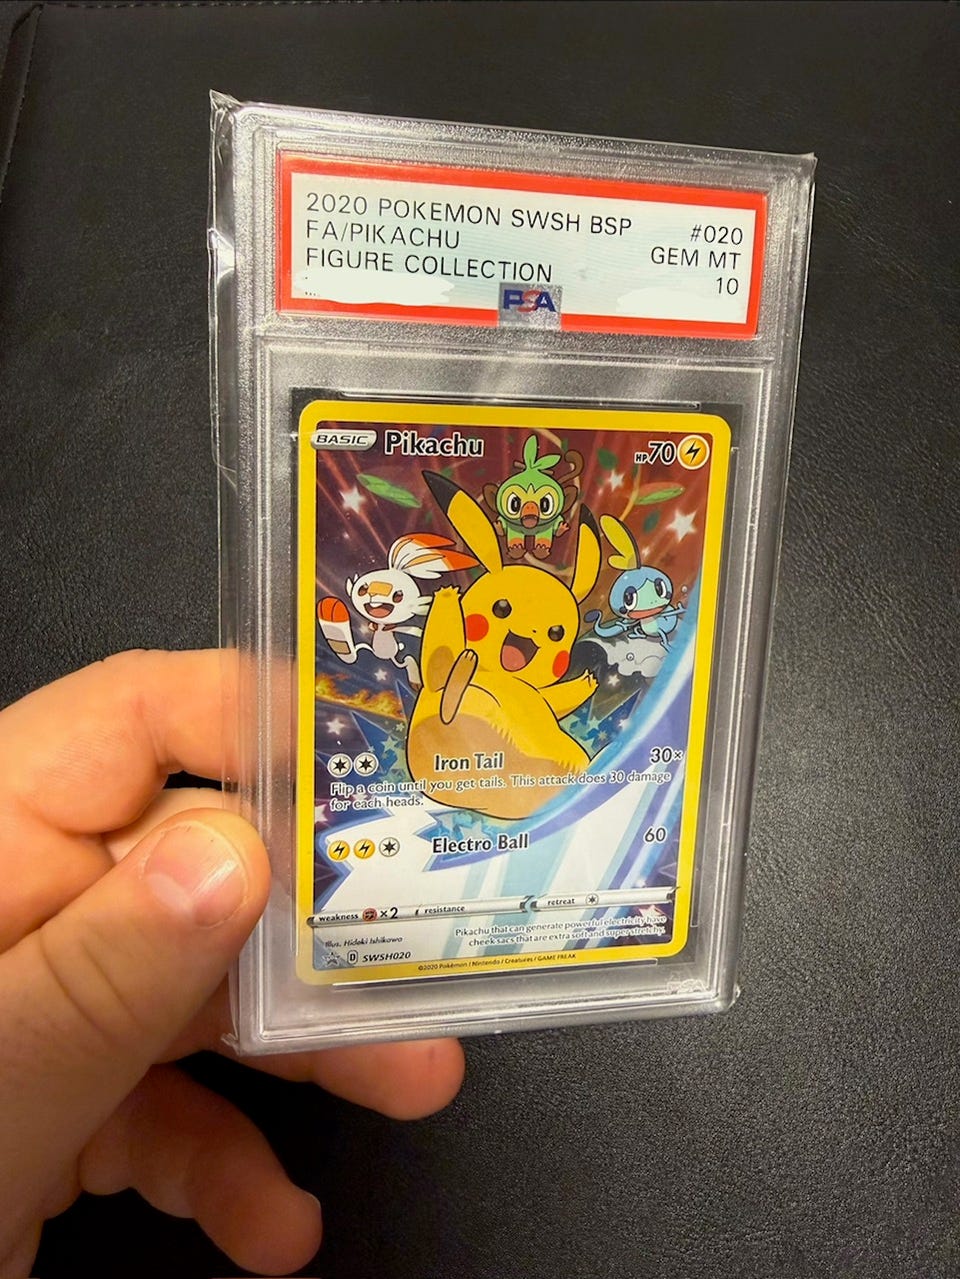 2020 POKEMON SWSH BSP #020
FA/PIKACHU GEM MT
FIGURE COLLECTION 10
PSA
BASIC Pikachu HP 70
Iron Tail 30×
Flip a coin until you get tails. This attack does 30 damage
for each heads.
Electro Ball 60
weakness ×2 resistance retreat
Pikachu that can generate powerful electricity have
cheek sacs that are extra soft and super stretchy.
Illus. Hideki Ishikawa
D SWSH020
©2020 Pokémon / Nintendo / Creatures / GAME FREAK